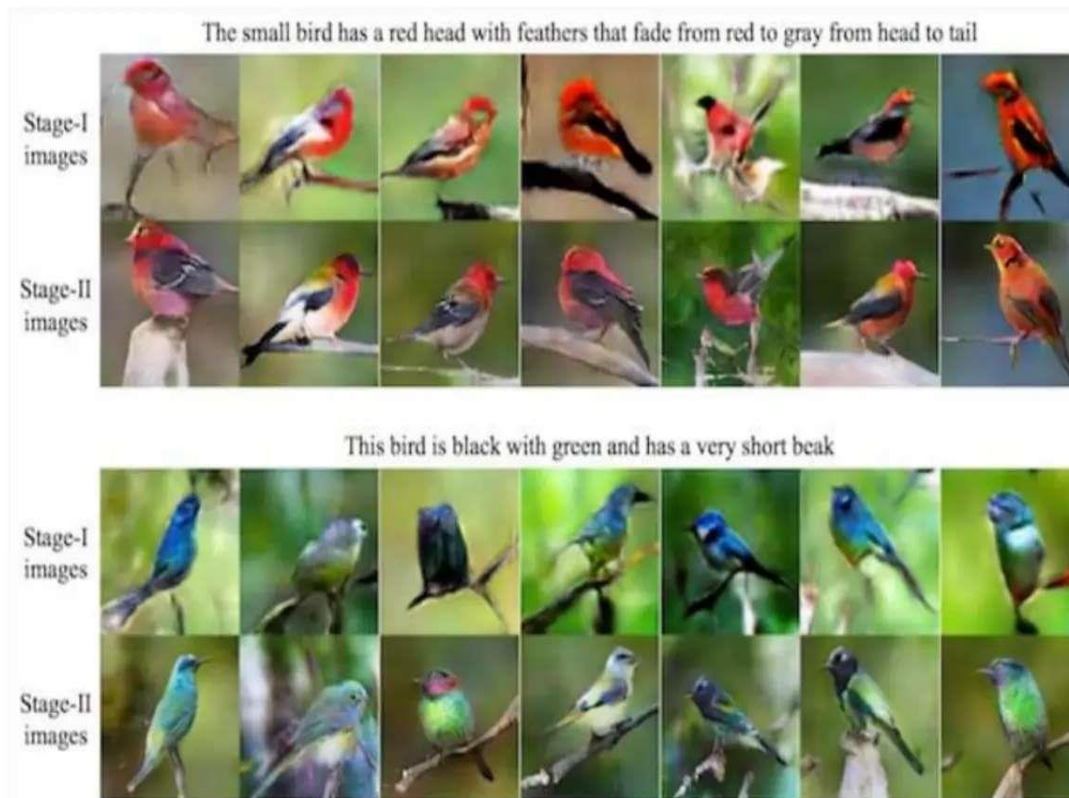 The small bird has a red head with feathers that fade from red to gray from head to tail
Stage-I
images
Stage-II
images
This bird is black with green and has a very short beak
Stage-I
images
Stage-II
images